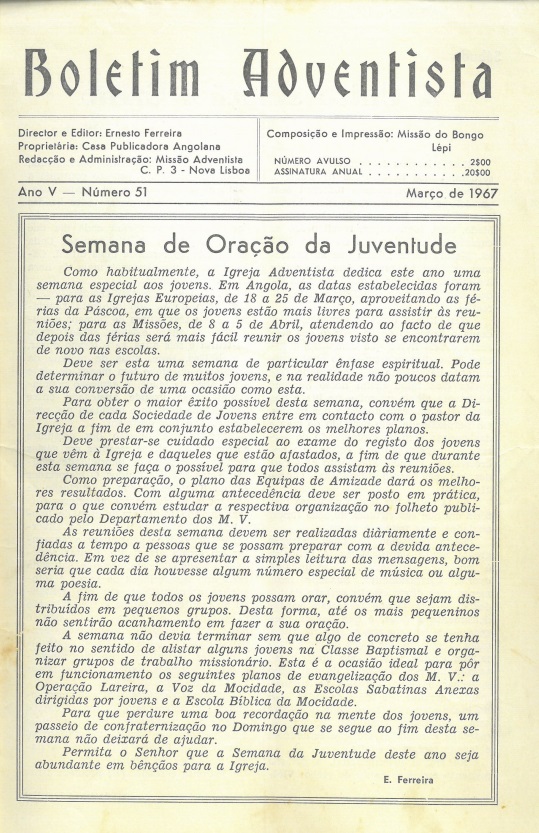 Boletim Adventista
Director e Editor: Ernesto Ferreira
Proprietária: Casa Publicadora Angolana
Redacção e Administração: Missão Adventista
C. P. 3 - Nova Lisboa
Composição e Impressão: Missão do Bongo
Lépi
NÚMERO AVULSO . . . . . . . . . . . . 2$00
ASSINATURA ANUAL . . . . . . . . . . . 20$00
Ano V — Número 51
Março de 1967
Semana de Oração da Juventude
Como habitualmente, a Igreja Adventista dedica este ano uma
semana especial aos jovens. Em Angola, as datas estabelecidas foram
— para as Igrejas Europeias, de 18 a 25 de Março, aproveitando as fé-
rias da Páscoa, em que os jovens estão mais livres para assistir às reu-
niões; para as Missões, de 8 a 5 de Abril, atendendo ao facto de que
depois das férias será mais fácil reunir os jovens visto se encontrarem
de novo nas escolas.
Deve ser esta uma semana de particular ênfase espiritual. Pode
determinar o futuro de muitos jovens, e na realidade não poucos datam
a sua conversão de uma ocasião como esta.
Para obter o maior êxito possível desta semana, convém que a Di-
recção de cada Sociedade de Jovens entre em contacto com o pastor da
Igreja a fim de em conjunto estabelecerem os melhores planos.
Deve prestar-se cuidado especial ao exame do registo dos jovens
que vêm à Igreja e daqueles que estão afastados, a fim de que durante
esta semana se faça o possível para que todos assistam às reuniões.
Como preparação, o plano das Equipas de Amizade dará os melho-
res resultados. Com alguma antecedência deve ser posto em prática,
para o que convém estudar a respectiva organização no folheto publi-
cado pelo Departamento dos M. V.
As reuniões desta semana devem ser realizadas diàriamente e con-
fiadas a tempo a pessoas que se possam preparar com a devida antece-
dência. Em vez de se apresentar a simples leitura das mensagens, bom
seria que cada dia houvesse algum número especial de música ou algu-
ma poesia.
A fim de que todos os jovens possam orar, convém que sejam dis-
tribuídos em pequenos grupos. Desta forma, até os mais pequeninos
não sentirão acanhamento em fazer a sua oração.
A semana não devia terminar sem que algo de concreto se tenha
feito no sentido de alistar alguns jovens na Classe Baptismal e orga-
nizar grupos de trabalho missionário. Esta é a ocasião ideal para pôr
em funcionamento os seguintes planos de evangelização dos M. V.: a
Operação Lareira, a Voz da Mocidade, as Escolas Sabatinas Anexas
dirigidas por jovens e a Escola Bíblica da Mocidade.
Para que perdure uma boa recordação na mente dos jovens, um
passeio de confraternização no Domingo que se segue ao fim desta se-
mana não deixará de ajudar.
Permita o Senhor que a Semana da Juventude deste ano seja
abundante em bênçãos para a Igreja.
E. Ferreira